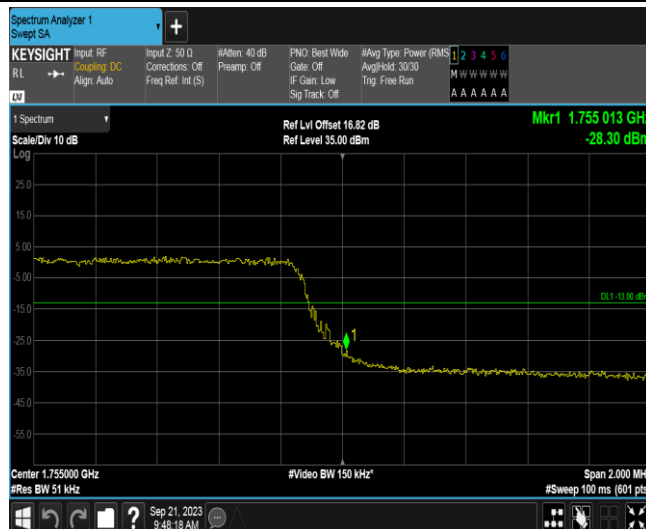 Spectrum Analyzer 1
Swept SA
+
KEYSIGHT
RL
LXI
Input: RF
Coupling: DC
Align: Auto
Input Z: 50 Ω
Corrections: Off
Freq Ref: Int (S)
#Atten: 40 dB
Preamp: Off
PNO: Best Wide
Gate: Off
IF Gain: Low
Sig Track: Off
#Avg Type: Power (RMS
Avg|Hold: 30/30
Trig: Free Run
1 2 3 4 5 6
M W W W W W
A A A A A A
1 Spectrum
Scale/Div 10 dB
Log
Ref Lvl Offset 16.82 dB
Ref Level 35.00 dBm
Mkr1 1.755 013 GHz
-28.30 dBm
25.0
15.0
5.00
-5.00
DL1 -13.00 dBm
-15.0
-25.0
1
-35.0
-45.0
-55.0
Center 1.755000 GHz
#Res BW 51 kHz
#Video BW 150 kHz*
Span 2.000 MH
#Sweep 100 ms (601 pts
?
Sep 21, 2023
9:48:18 AM